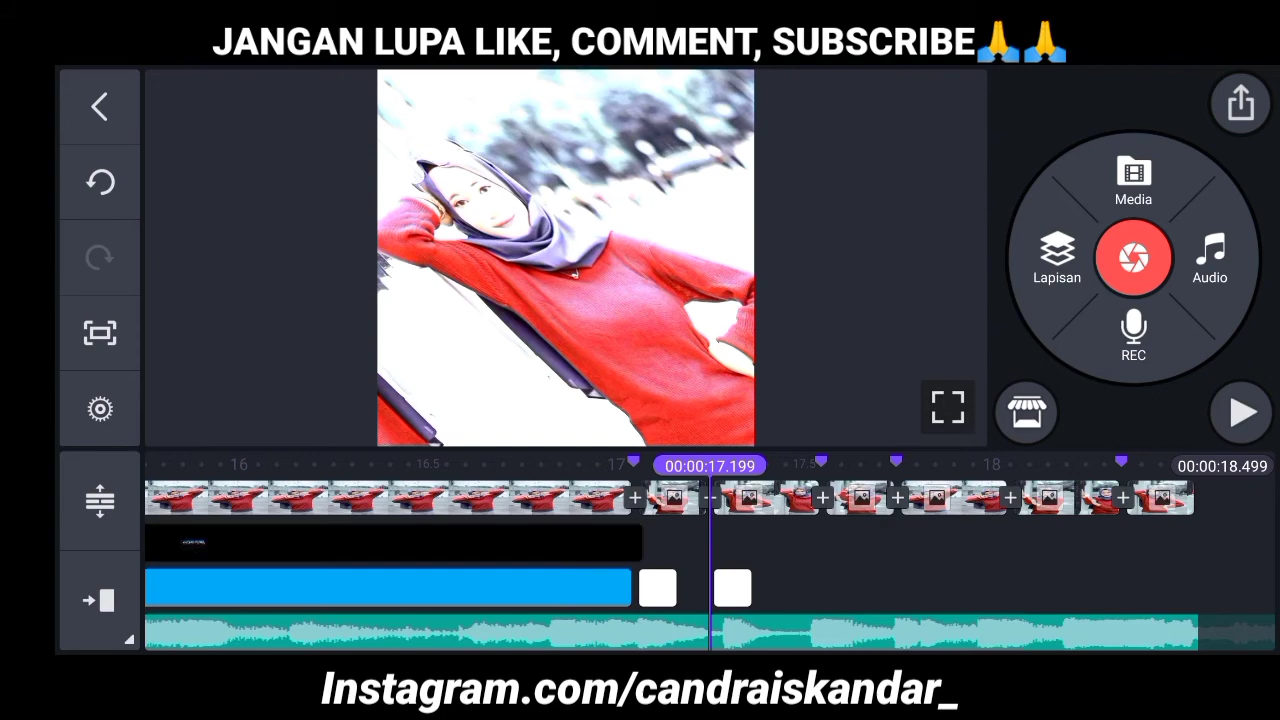 JANGAN LUPA LIKE, COMMENT, SUBSCRIBE🙏🙏
Media
Lapisan
Audio
REC
16
16.5
17
00:00:17.199
17.5
18
00:00:18.499
Instagram.com/candraiskandar_